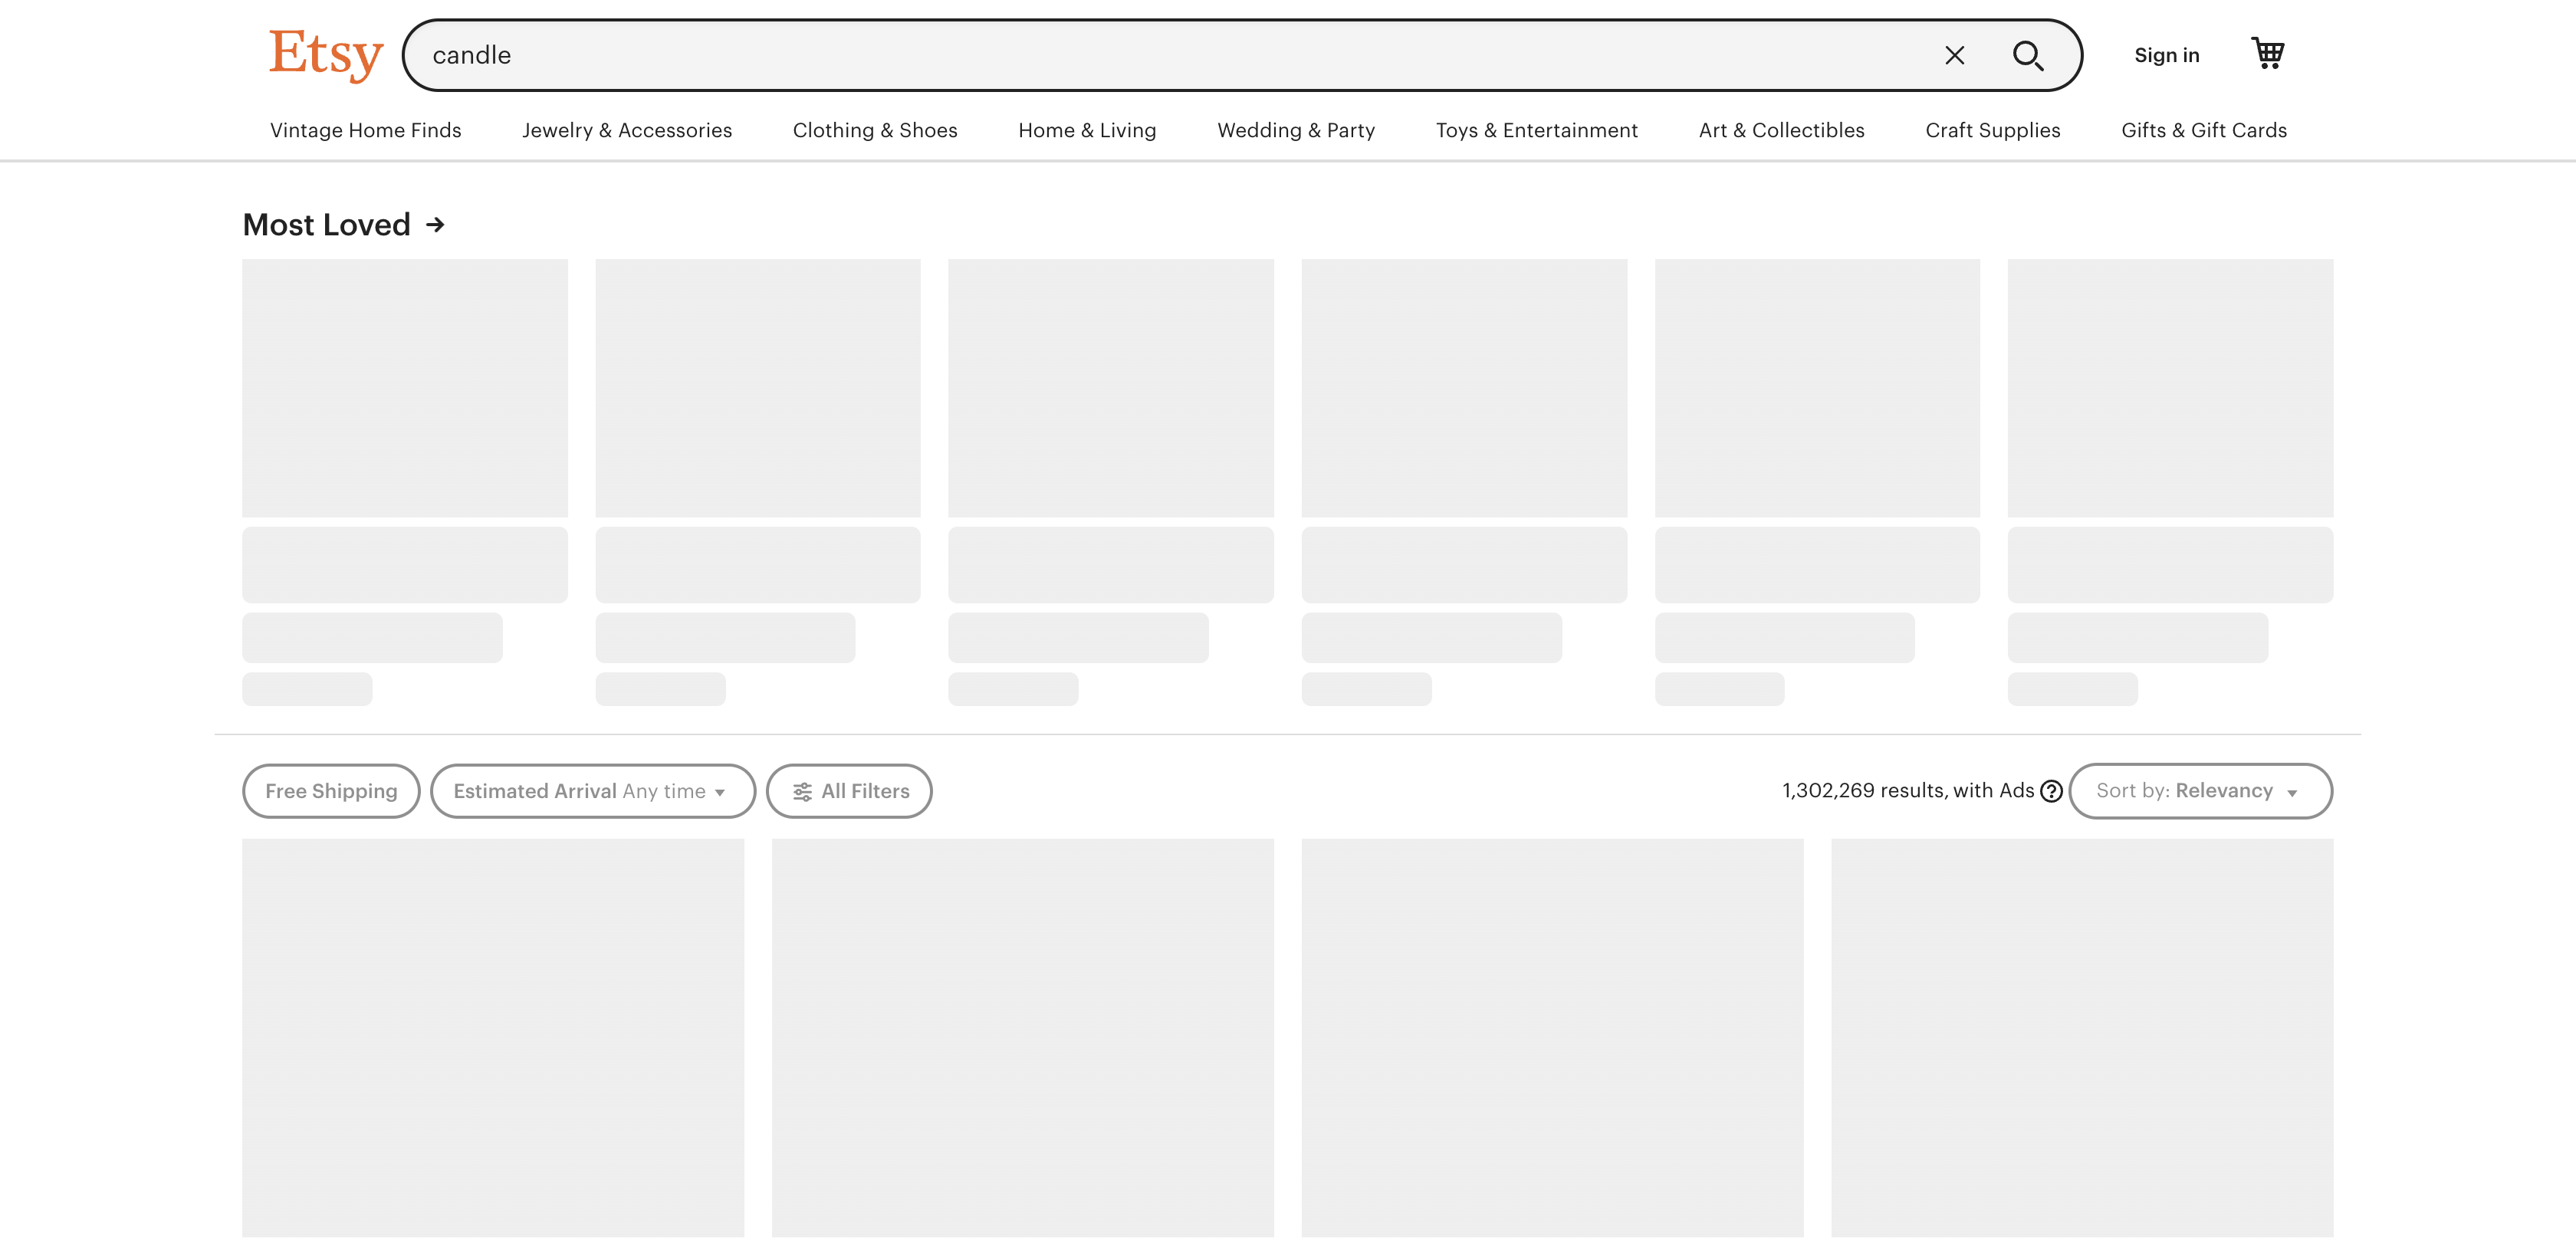 Etsy
candle
Sign in
Vintage Home Finds
Jewelry & Accessories
Clothing & Shoes
Home & Living
Wedding & Party
Toys & Entertainment
Art & Collectibles
Craft Supplies
Gifts & Gift Cards
Most Loved →
Free Shipping
Estimated Arrival Any time
All Filters
1,302,269 results, with Ads ?
Sort by: Relevancy